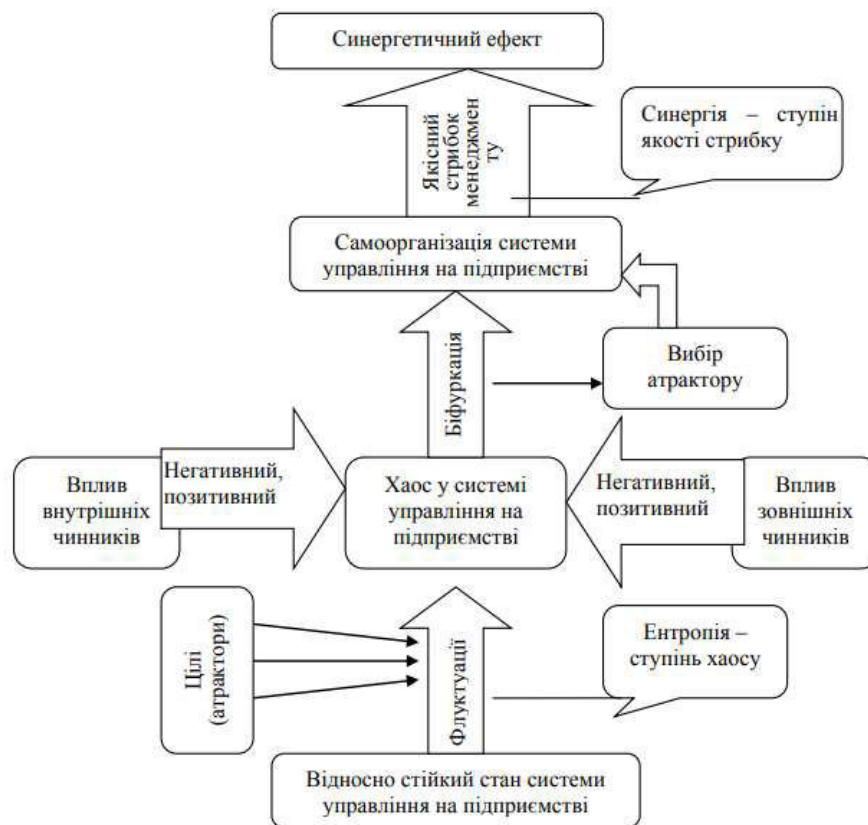 Синергетичний ефект
Якісний
стрибок
менеджмен
ту
Синергія – ступін
якості стрибку
Самоорганізація системи
управління на підприємстві
Біфуркація
Вибір
атрактору
Вплив
внутрішніх
чинників
Негативний,
позитивний
Хаос у системі
управління на
підприємстві
Негативний,
позитивний
Вплив
зовнішніх
чинників
Цілі
(атрактори)
Флуктуації
Ентропія –
ступінь хаосу
Відносно стійкий стан системи
управління на підприємстві